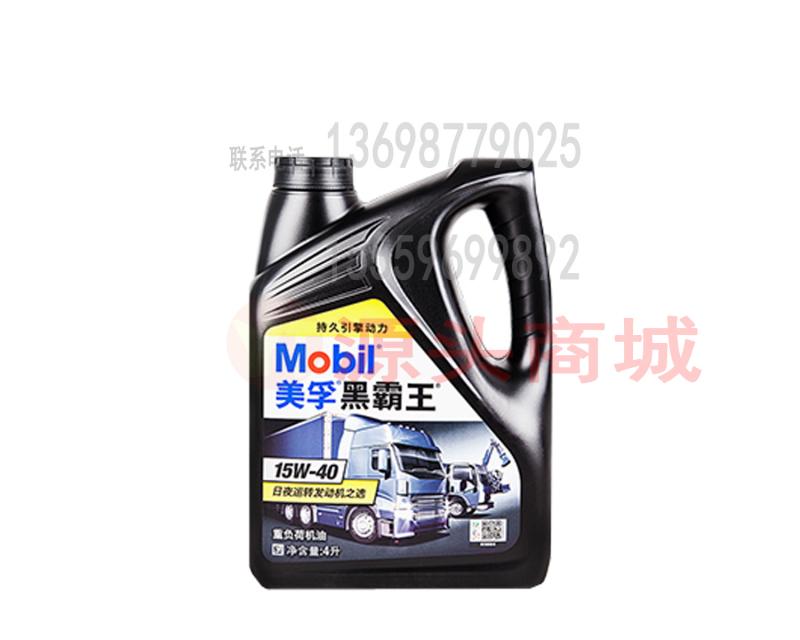 联系电话 13698779025
13659699892
源头商城
持久引擎动力
Mobil
美孚®黑霸王®
15W-40
日夜运转发动机之选
重负荷机油
净含量:4升